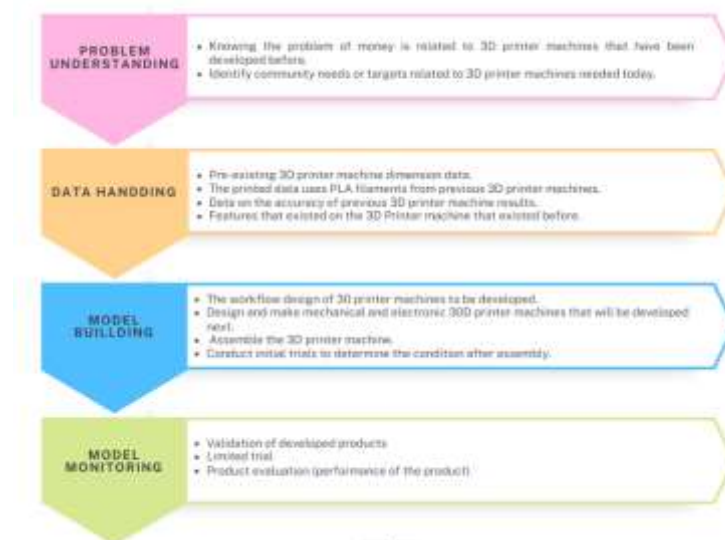 PROBLEM
UNDERSTANDING
• Knowing the problem of money is related to 3D printer machines that have been
developed before.
• Identify community needs or targets related to 3D printer machines needed today.
DATA HANDDING
• Pre-existing 3D printer machine dimension data.
• The printed data uses PLA filaments from previous 3D printer machines.
• Data on the accuracy of previous 3D printer machine results.
• Features that existed on the 3D Printer machine that existed before.
MODEL
BUILLDING
• The workflow design of 3D printer machines to be developed.
• Design and make mechanical and electronic 30D printer machines that will be developed
next.
• Assemble the 3D printer machine.
• Conduct initial trials to determine the condition after assembly.
MODEL
MONITORING
• Validation of developed products
• Limited trial
• Product evaluation (performance of the product)